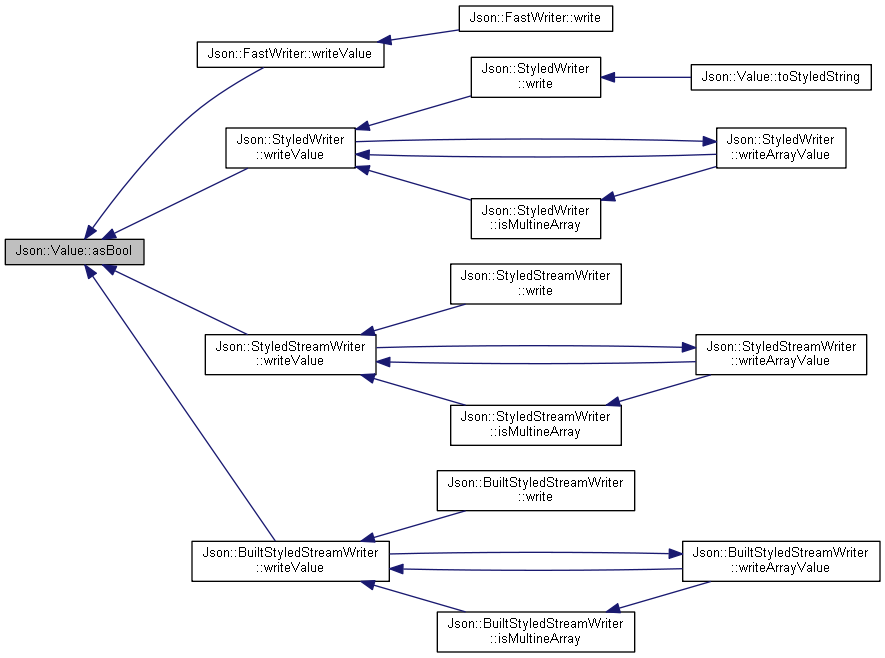 Json::FastWriter::write
Json::FastWriter::writeValue
Json::StyledWriter
::write
Json::Value::toStyledString
Json::StyledWriter
::writeValue
Json::StyledWriter
::writeArrayValue
Json::StyledWriter
::isMultineArray
Json::Value::asBool
Json::StyledStreamWriter
::write
Json::StyledStreamWriter
::writeValue
Json::StyledStreamWriter
::writeArrayValue
Json::StyledStreamWriter
::isMultineArray
Json::BuiltStyledStreamWriter
::write
Json::BuiltStyledStreamWriter
::writeValue
Json::BuiltStyledStreamWriter
::writeArrayValue
Json::BuiltStyledStreamWriter
::isMultineArray